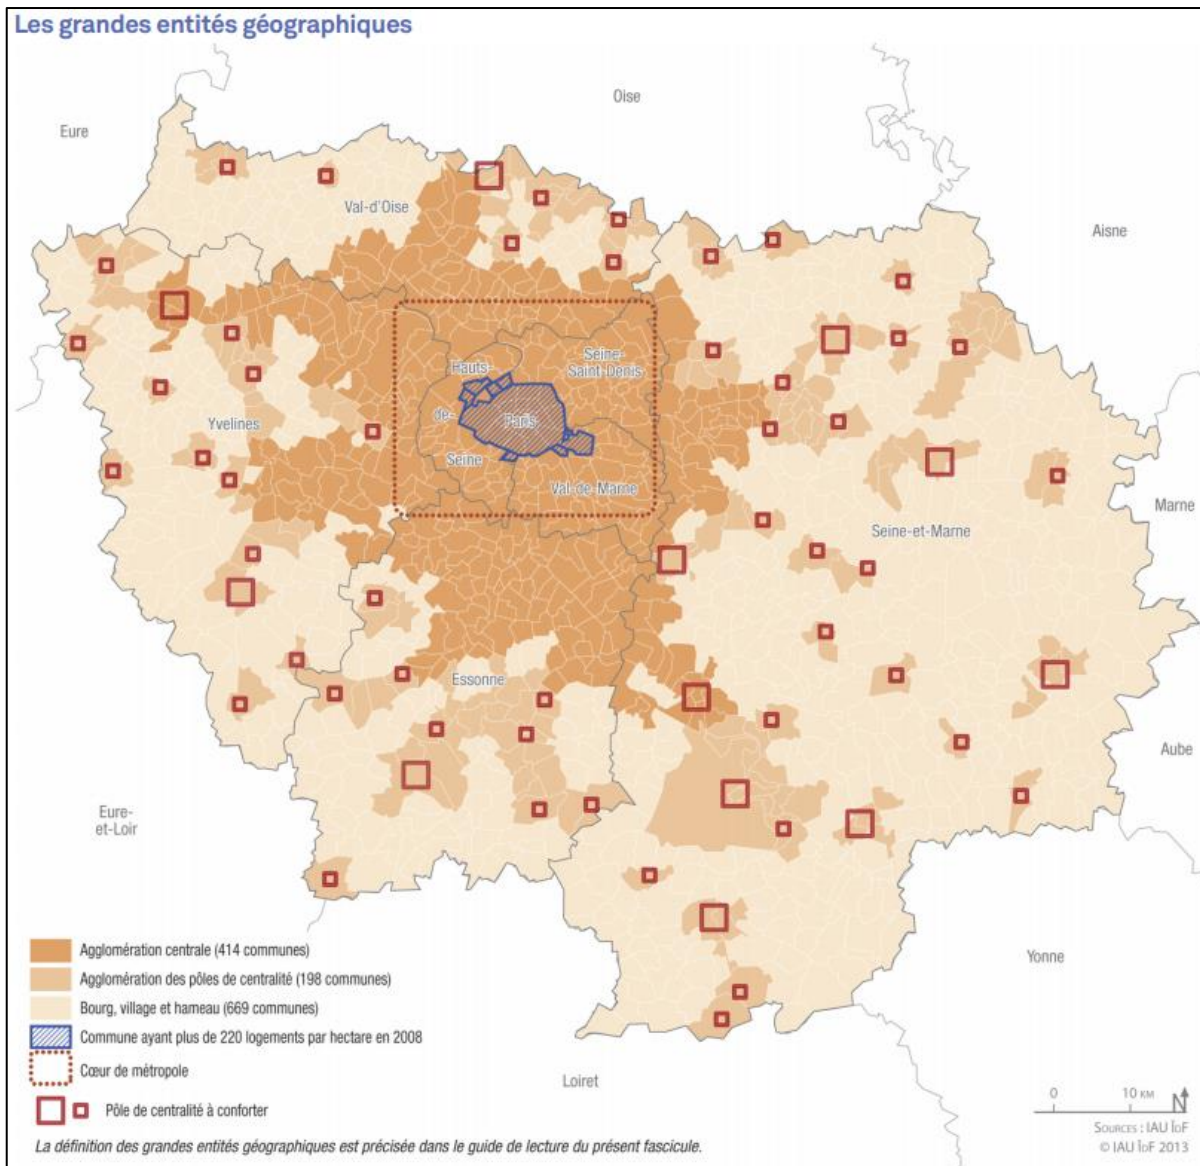 Les grandes entités géographiques
Oise
Eure
Val-d'Oise
Aisne
Hauts-
Seine-
Saint-Denis
de-
Paris
Yvelines
Seine
Val-de-Marne
Marne
Seine-et-Marne
Essonne
Aube
Eure-
et-Loir
Yonne
Loiret
Agglomération centrale (414 communes)
Agglomération des pôles de centralité (198 communes)
Bourg, village et hameau (669 communes)
Commune ayant plus de 220 logements par hectare en 2008
Cœur de métropole
Pôle de centralité à conforter
La définition des grandes entités géographiques est précisée dans le guide de lecture du présent fascicule.
0 10 KM N
SOURCES : IAU ÎDF
© IAU ÎDF 2013